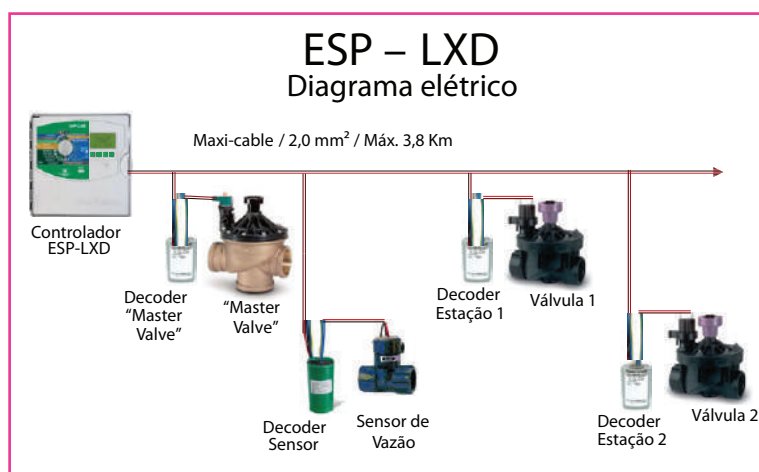 ESP – LXD
Diagrama elétrico
Maxi-cable / 2,0 mm² / Máx. 3,8 Km
Controlador
ESP-LXD
Decoder
“Master
Valve”
“Master
Valve”
Decoder
Sensor
Sensor de
Vazão
Decoder
Estação 1
Válvula 1
Decoder
Estação 2
Válvula 2